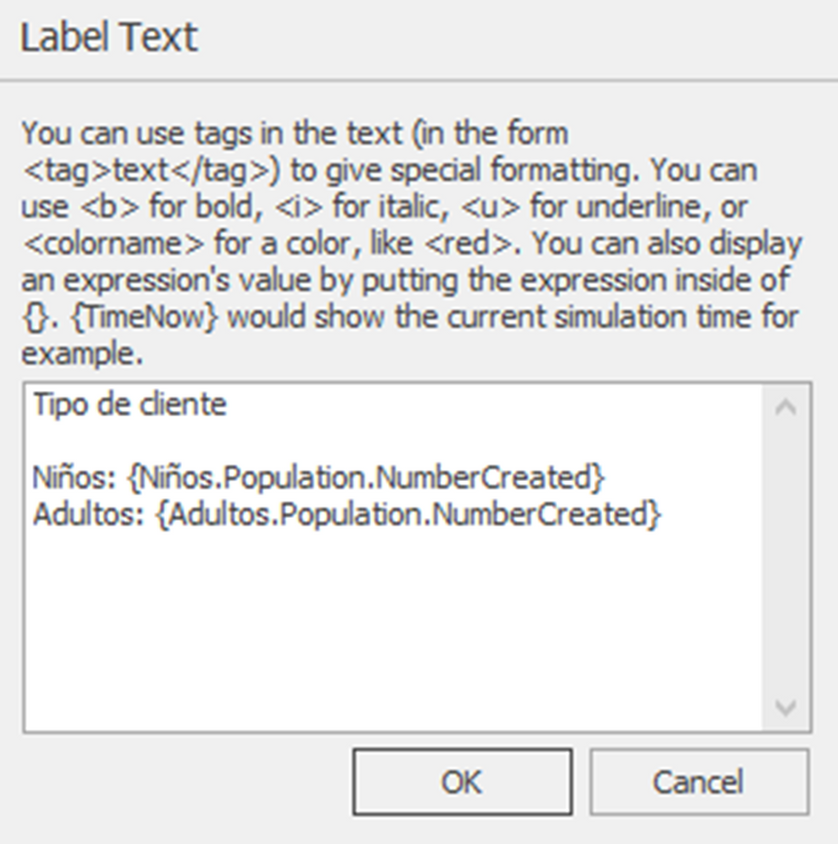 Label Text
You can use tags in the text (in the form
<tag>text</tag>) to give special formatting. You can
use <b> for bold, <i> for italic, <u> for underline, or
<colorname> for a color, like <red>. You can also display
an expression's value by putting the expression inside of
{}. {TimeNow} would show the current simulation time for
example.
Tipo de cliente
Niños: {Niños.Population.NumberCreated}
Adultos: {Adultos.Population.NumberCreated}
OK
Cancel